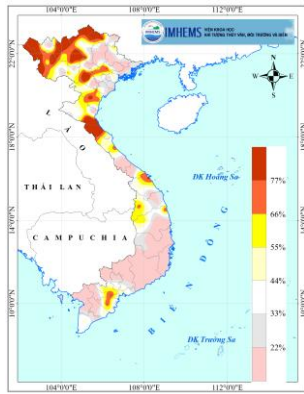 104°0'0"E 108°0'0"E 112°0'0"E
IMHEMS
VIỆN KHOA HỌC
KHÍ TƯỢNG THỦY VĂN, MÔI TRƯỜNG VÀ BIỂN
22°0'0"N
N
W E
S
LÀO
18°0'0"N
THÁI LAN
ĐK Hoàng Sa
77%
66%
55%
44%
33%
22%
14°0'0"N
CAMPUCHIA
BIỂN ĐÔNG
10°0'0"N
ĐK Trường Sa
104°0'0"E 108°0'0"E 112°0'0"E